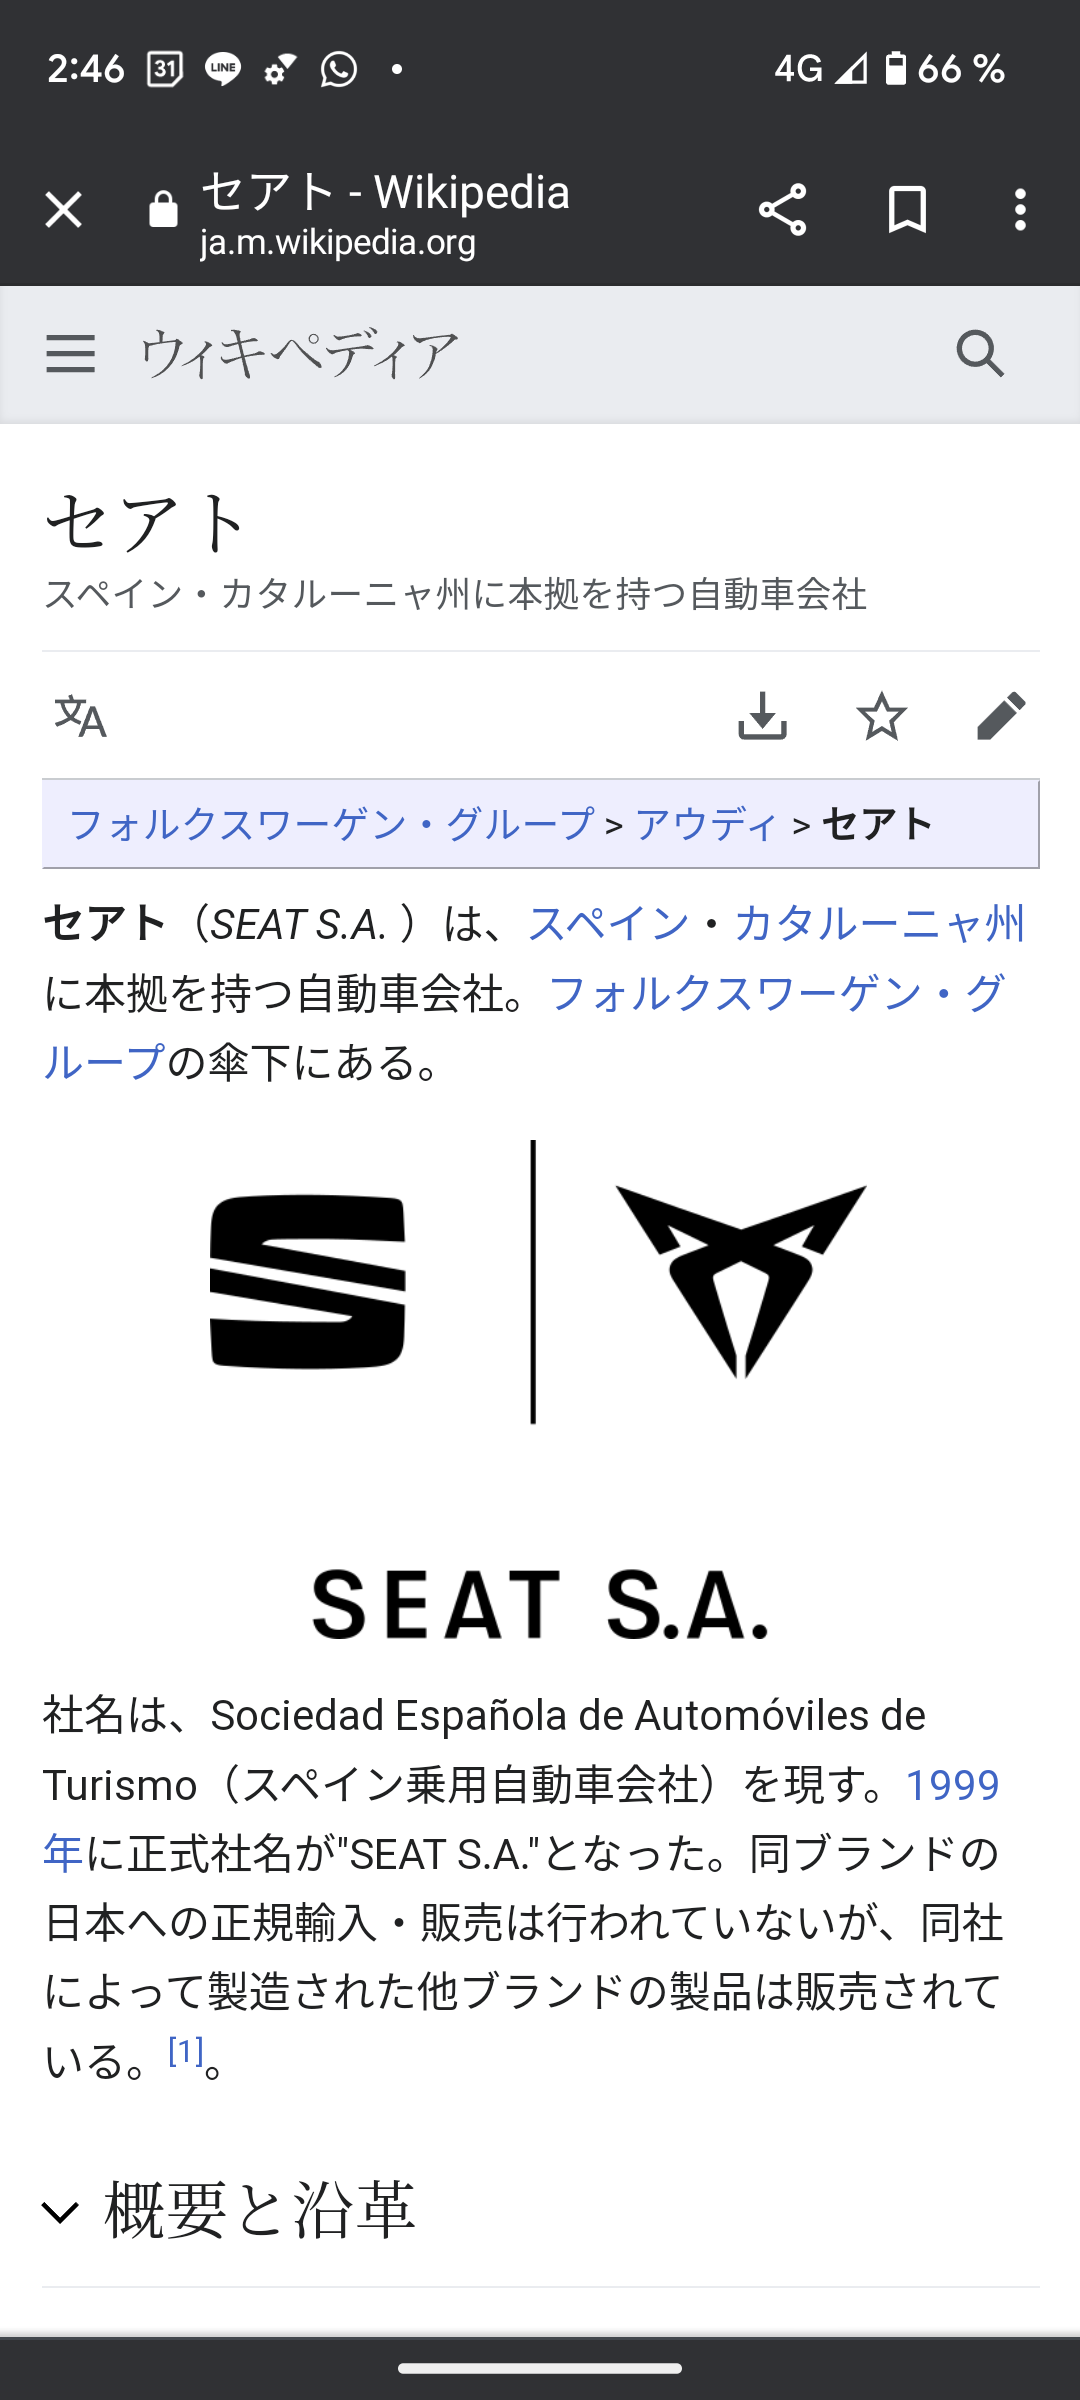 2:46 31 LINE 4G 66 %
セアト - Wikipedia
ja.m.wikipedia.org
ウィキペディア
セアト
スペイン・カタルーニャ州に本拠を持つ自動車会社
文A
フォルクスワーゲン・グループ > アウディ > セアト
セアト（SEAT S.A. ）は、スペイン・カタルーニャ州
に本拠を持つ自動車会社。フォルクスワーゲン・グ
ループの傘下にある。
SEAT S.A.
社名は、Sociedad Española de Automóviles de
Turismo（スペイン乗用自動車会社）を現す。1999
年に正式社名が"SEAT S.A."となった。同ブランドの
日本への正規輸入・販売は行われていないが、同社
によって製造された他ブランドの製品は販売されて
いる。[1]。
概要と沿革